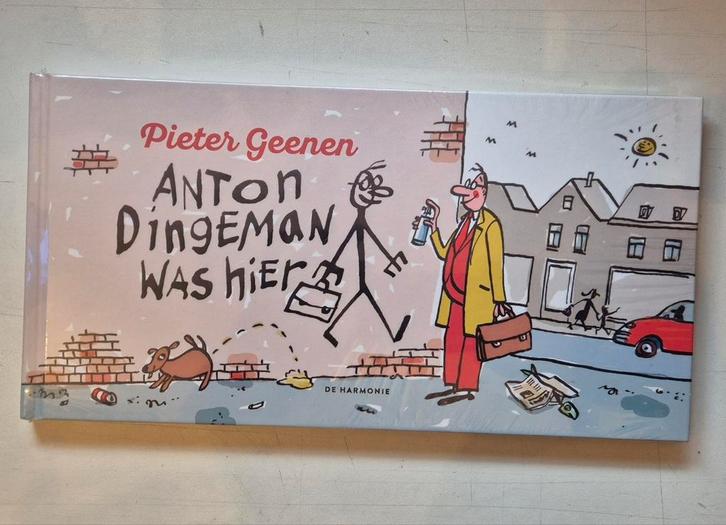 Pieter Geenen
ANTON
DiNGEMAN
WAS hiER
DE HARMONIE